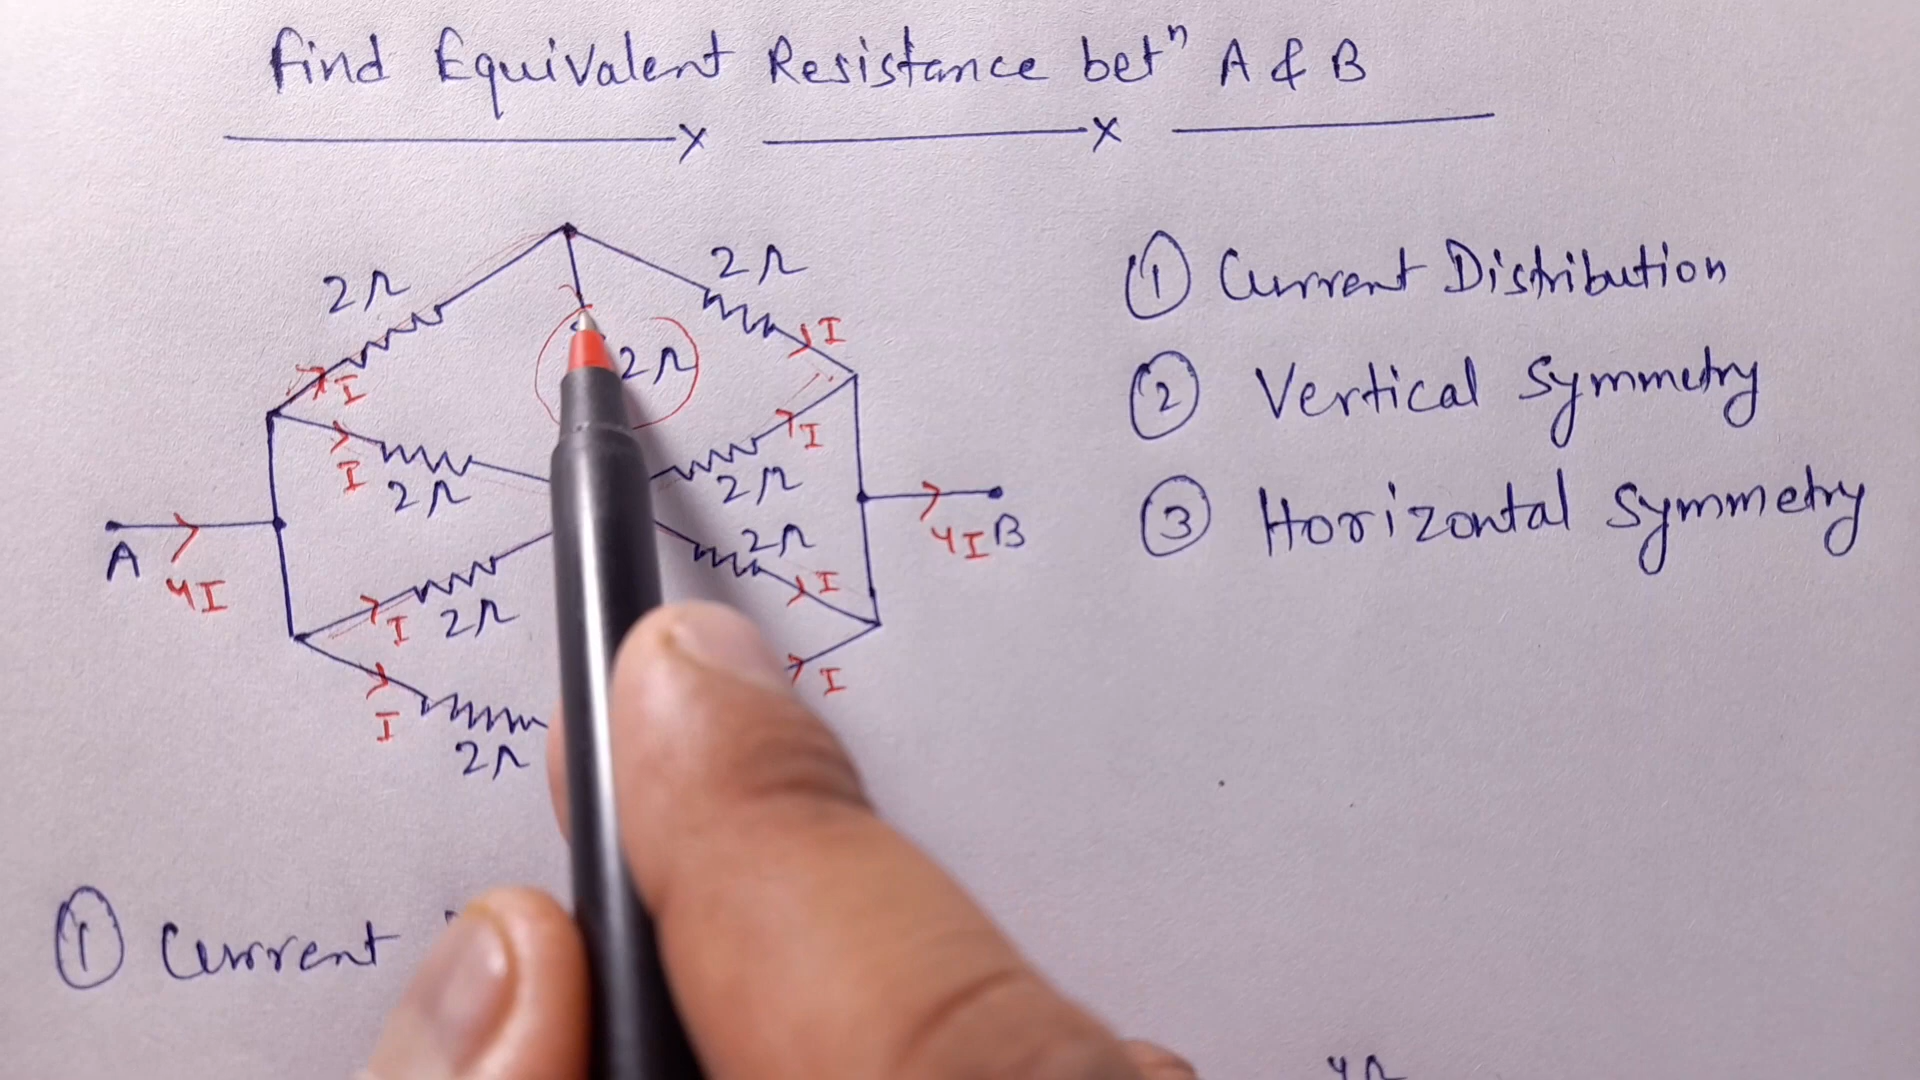 Find Equivalent Resistance betⁿ A & B
2Ω
2Ω
I
2Ω
I
I
I
2Ω
2Ω
2Ω
A
4I
4I
B
I
2Ω
I
I
I
2Ω
① Current Distribution
② Vertical Symmetry
③ Horizontal Symmetry
① Current
4Ω